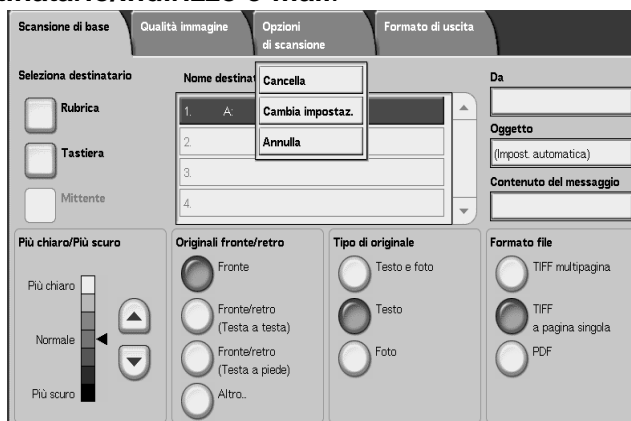 Scansione di base
Qualità immagine
Opzioni
di scansione
Formato di uscita
Seleziona destinatario
Rubrica
Tastiera
Mittente
1. A:
2.
3.
4.
Cancella
Cambia impostaz.
Annulla
Da
Oggetto
(Impost. automatica)
Contenuto del messaggio
Più chiaro/Più scuro
Più chiaro
Normale
Più scuro
Originali fronte/retro
Fronte
Fronte/retro
(Testa a testa)
Fronte/retro
(Testa a piede)
Altro..
Tipo di originale
Testo e foto
Testo
Foto
Formato file
TIFF multipagina
TIFF
a pagina singola
PDF